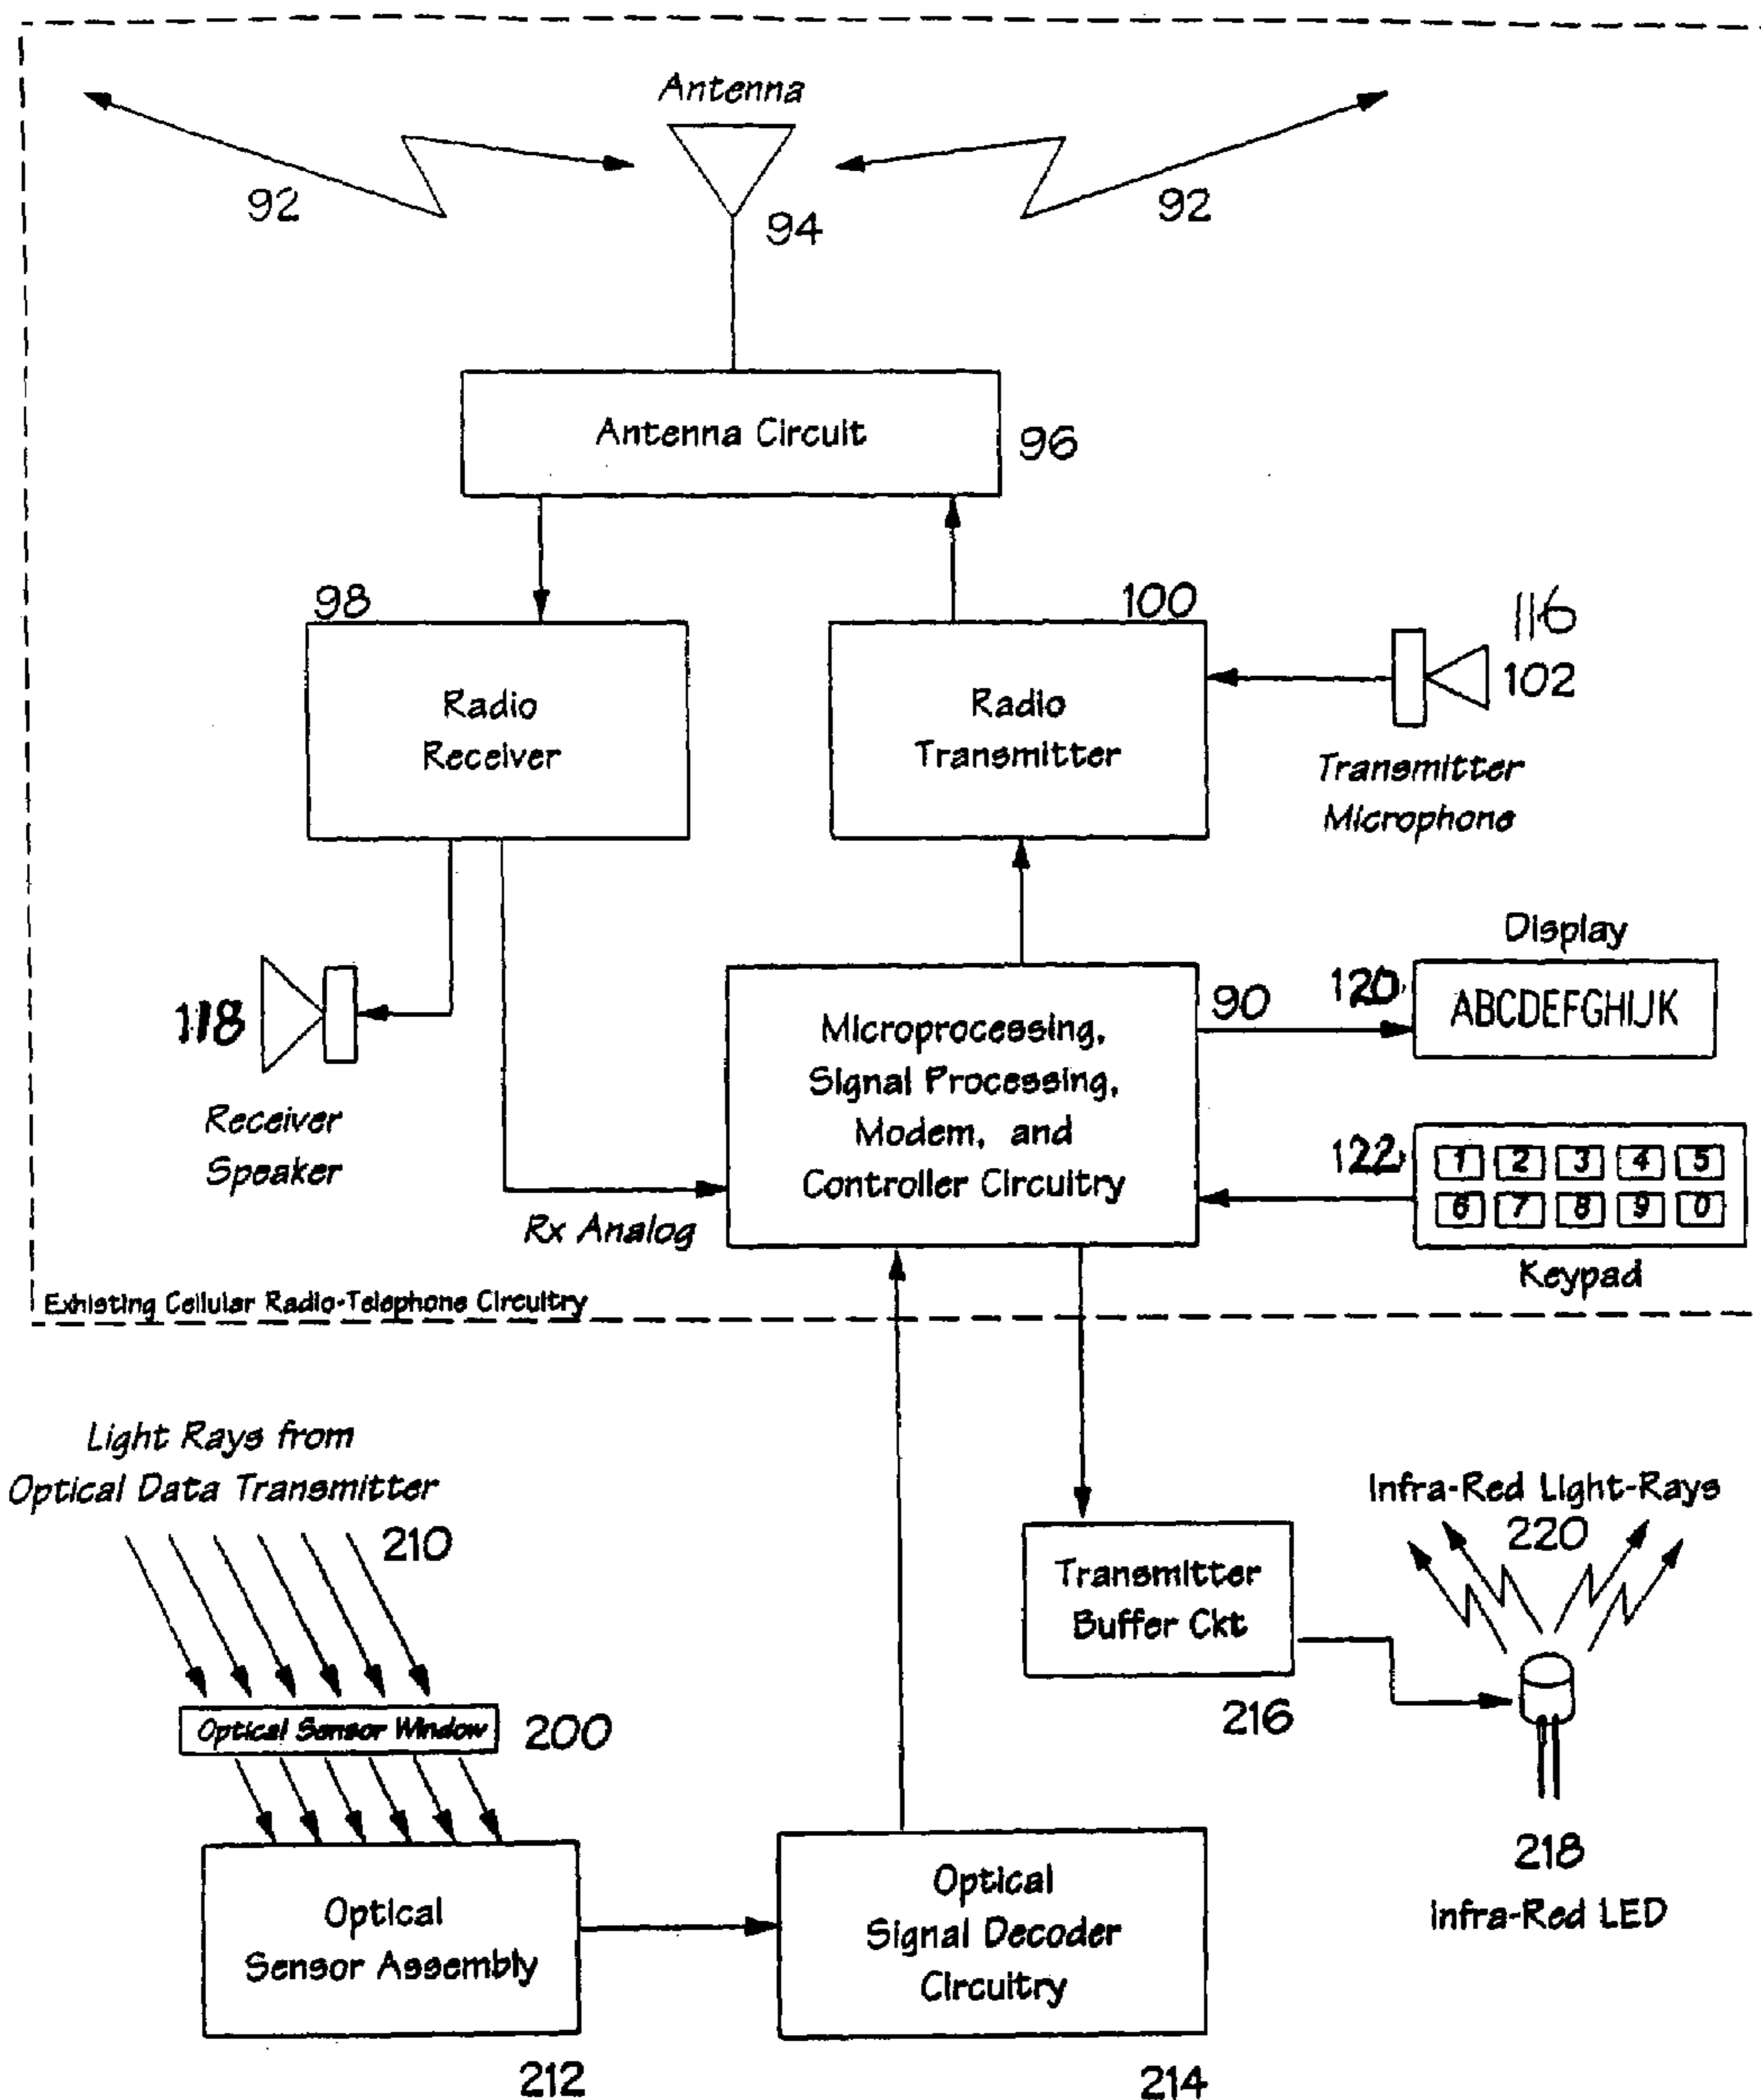 Antenna
92
94
92
Antenna Circuit
96
98
Radio
Receiver
100
Radio
Transmitter
116
102
Transmitter
Microphone
118
Receiver
Speaker
Rx Analog
Microprocessing,
Signal Processing,
Modem, and
Controller Circuitry
90
Display
120
ABCDEFGHIJK
122
1 2 3 4 5
6 7 8 9 0
Keypad
Exhisting Cellular Radio-Telephone Circuitry
Light Rays from
Optical Data Transmitter
210
Optical Sensor Window
200
Optical
Sensor Assembly
212
Optical
Signal Decoder
Circuitry
214
Transmitter
Buffer Ckt
216
Infra-Red Light-Rays
220
218
Infra-Red LED